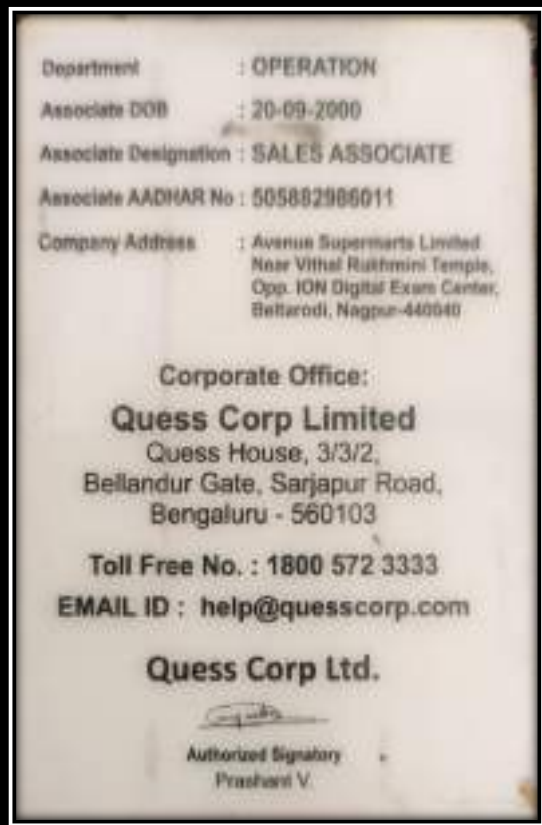 Department : OPERATION
Associate DOB : 20-09-2000
Associate Designation : SALES ASSOCIATE
Associate AADHAR No : 505882986011
Company Address : Avenue Supermarts Limited
Near Vithal Rukhmini Temple,
Opp. ION Digital Exam Center,
Beltarodi, Nagpur-440040
Corporate Office:
Quess Corp Limited
Quess House, 3/3/2,
Bellandur Gate, Sarjapur Road,
Bengaluru - 560103
Toll Free No. : 1800 572 3333
EMAIL ID : help@quesscorp.com
Quess Corp Ltd.
Authorized Signatory
Prashant V.